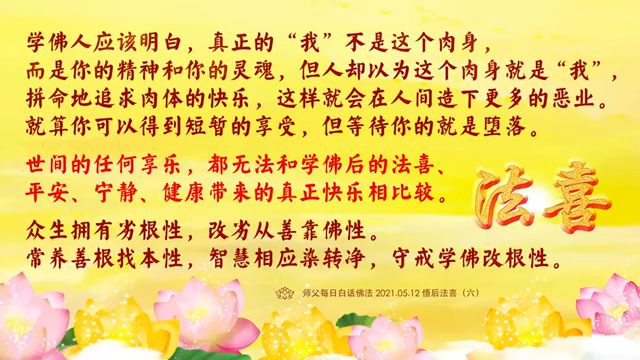 学佛人应该明白，真正的“我”不是这个肉身，
而是你的精神和你的灵魂，但人却以为这个肉身就是“我”，
拼命地追求肉体的快乐，这样就会在人间造下更多的恶业。
就算你可以得到短暂的享受，但等待你的就是堕落。
世间的任何享乐，都无法和学佛后的法喜、
平安、宁静、健康带来的真正快乐相比较。
法喜
众生拥有劣根性，改劣从善靠佛性。
常养善根找本性，智慧相应染转净，守戒学佛改根性。
师父每日白话佛法 2021.05.12 悟后法喜（六）